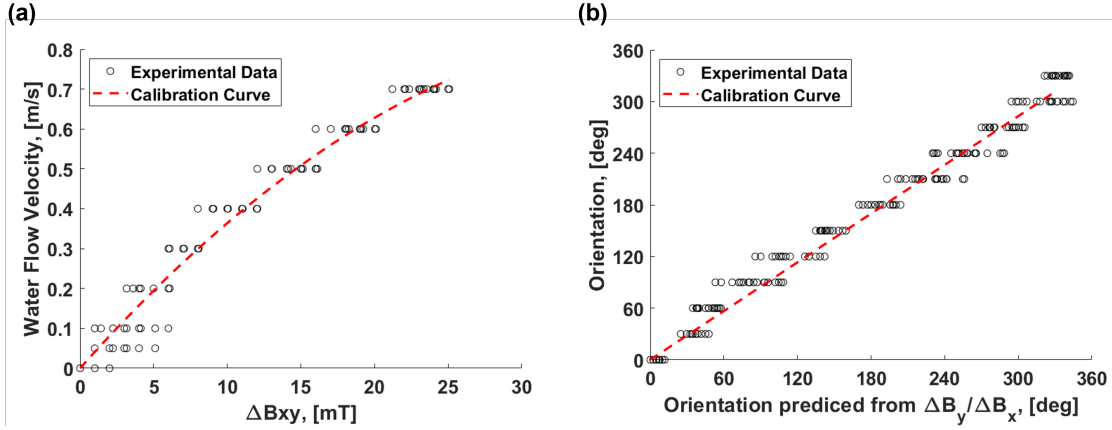 (a)
0.8
0.7
0.6
0.5
0.4
0.3
0.2
0.1
0
Water Flow Velocity, [m/s]
Experimental Data
Calibration Curve
0 5 10 15 20 25 30
ΔBxy, [mT]
(b)
360
300
240
180
120
60
0
Orientation, [deg]
Experimental Data
Calibration Curve
0 60 120 180 240 300 360
Orientation prediced from ΔBy/ΔBx, [deg]